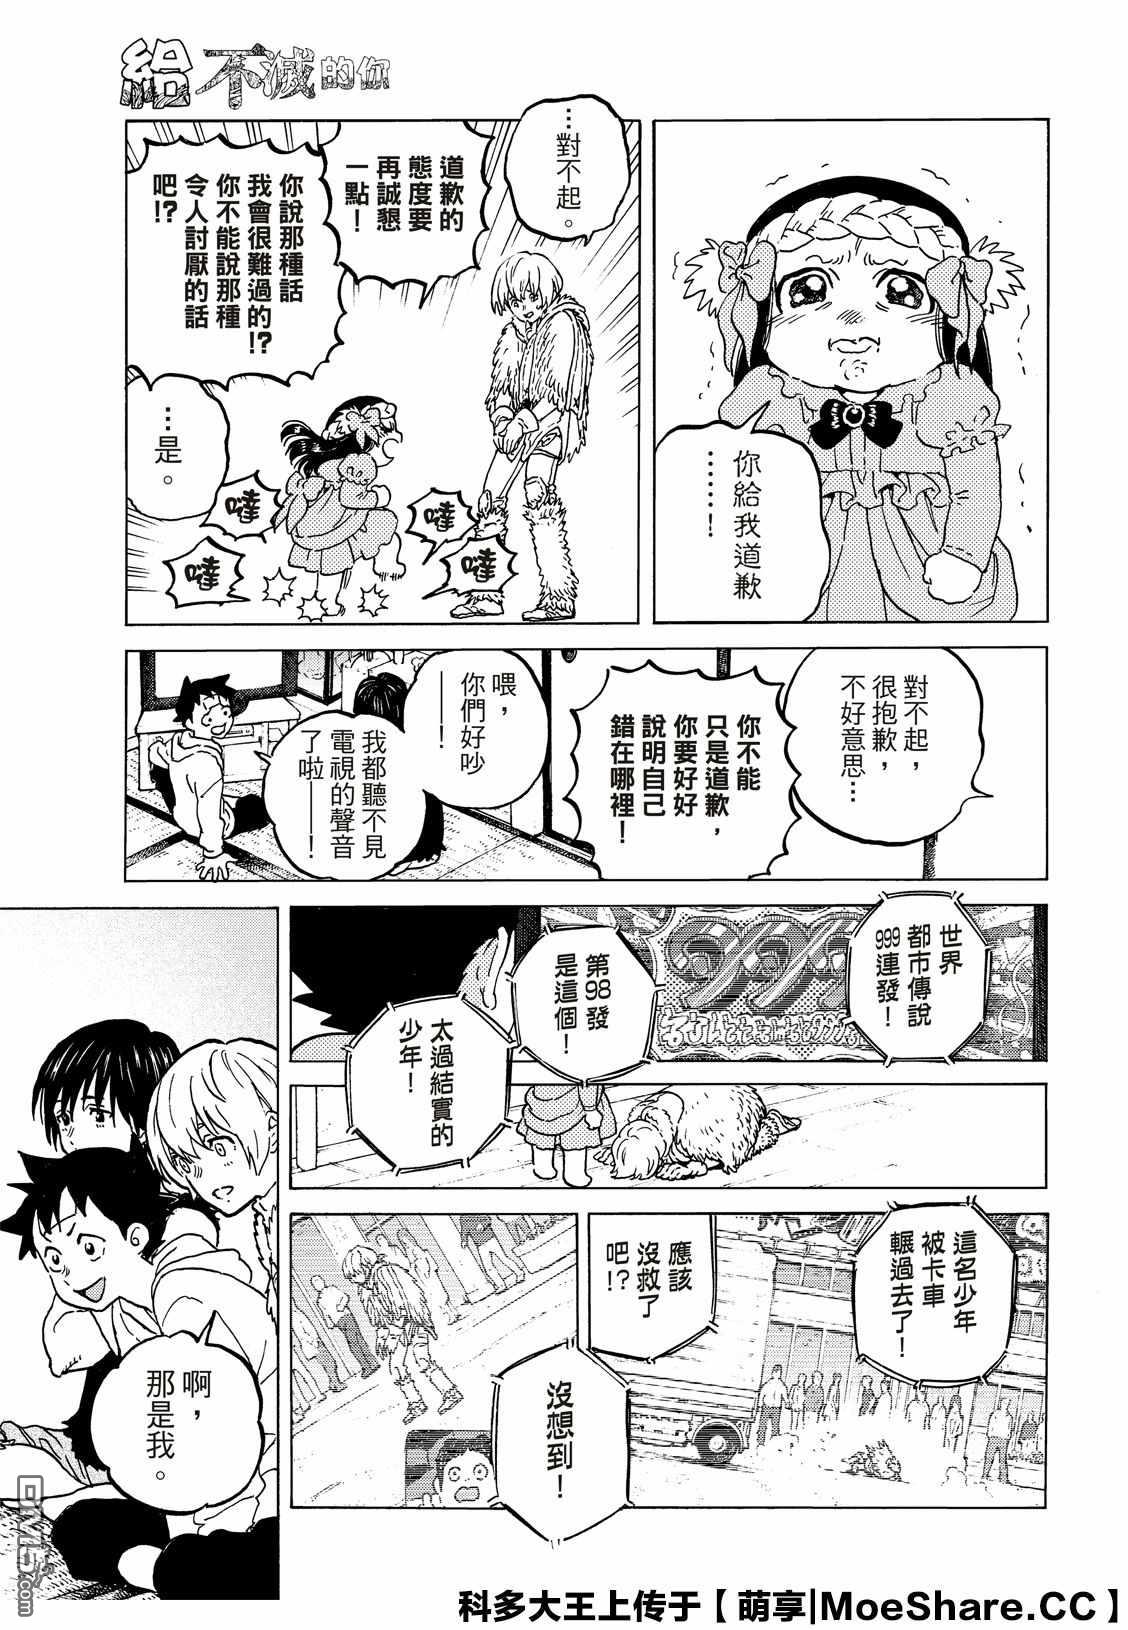 給不滅的你
你給我道歉
……！
…對不起。
道歉的
態度要
再誠懇
一點！
你說那種話
我會很難過的!?
你不能說那種
令人討厭的話
吧!?
…是。
噠
噠
噠
噠
對不起，
很抱歉，
不好意思…
你不能
只是道歉，
你要好好
說明自己
錯在哪裡！
喂，
你們好吵
——！
我都聽不見
電視的聲音
了啦——！
世界
都市傳說
999連發！
第98發
是這個！
太過結實的
少年！
這名少年
被卡車
輾過去了！
應該
沒救了
吧!?
沒想到！
啊，
那是我。
科多大王上传于【萌享|MoeShare.CC】